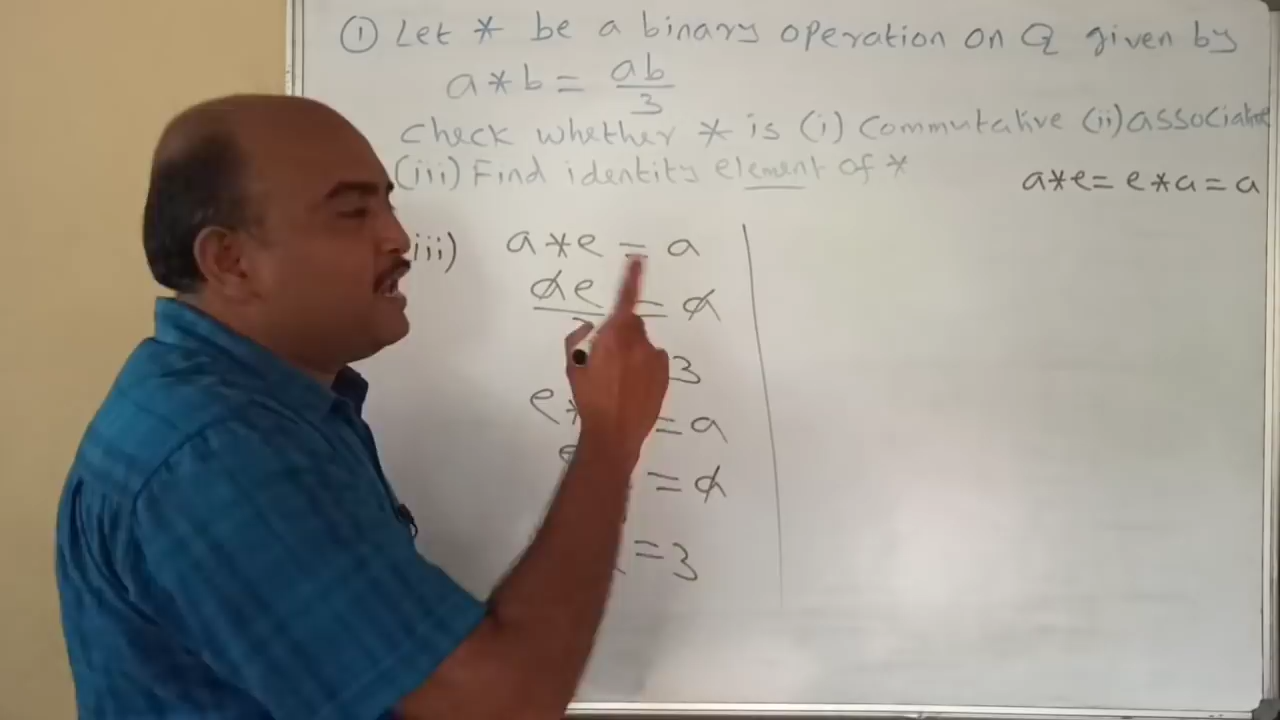 ① Let * be a binary operation on Q given by
a*b = ab/3
Check whether * is (i) Commutative (ii) associative
(iii) Find identity element of *
a*e = e*a = a
iii) a*e = a
ae = a
3
e* = a
= a
= 3